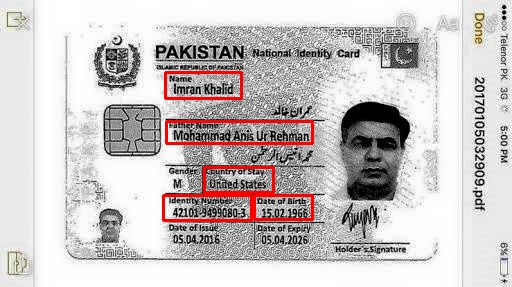 PAKISTAN National Identity Card
ISLAMIC REPUBLIC OF PAKISTAN
Name
Imran Khalid
عمران خالد
Father Name
Mohammad Anis Ur Rehman
محمد انیس الرحمٰن
Gender Country of Stay
M United States
Identity Number Date of Birth
42101-9499080-3 15.02.1966
Date of Issue Date of Expiry
05.04.2016 05.04.2026
Holder's Signature
Telenor PK 3G 5:00 PM 6%
Done 20170105032909.pdf
Aa